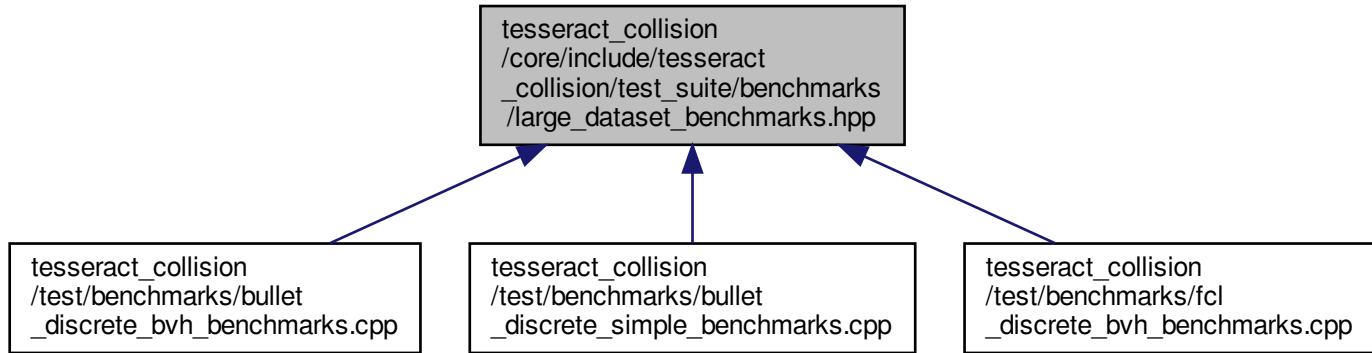 tesseract_collision
/core/include/tesseract
_collision/test_suite/benchmarks
/large_dataset_benchmarks.hpp
tesseract_collision
/test/benchmarks/bullet
_discrete_bvh_benchmarks.cpp
tesseract_collision
/test/benchmarks/bullet
_discrete_simple_benchmarks.cpp
tesseract_collision
/test/benchmarks/fcl
_discrete_bvh_benchmarks.cpp